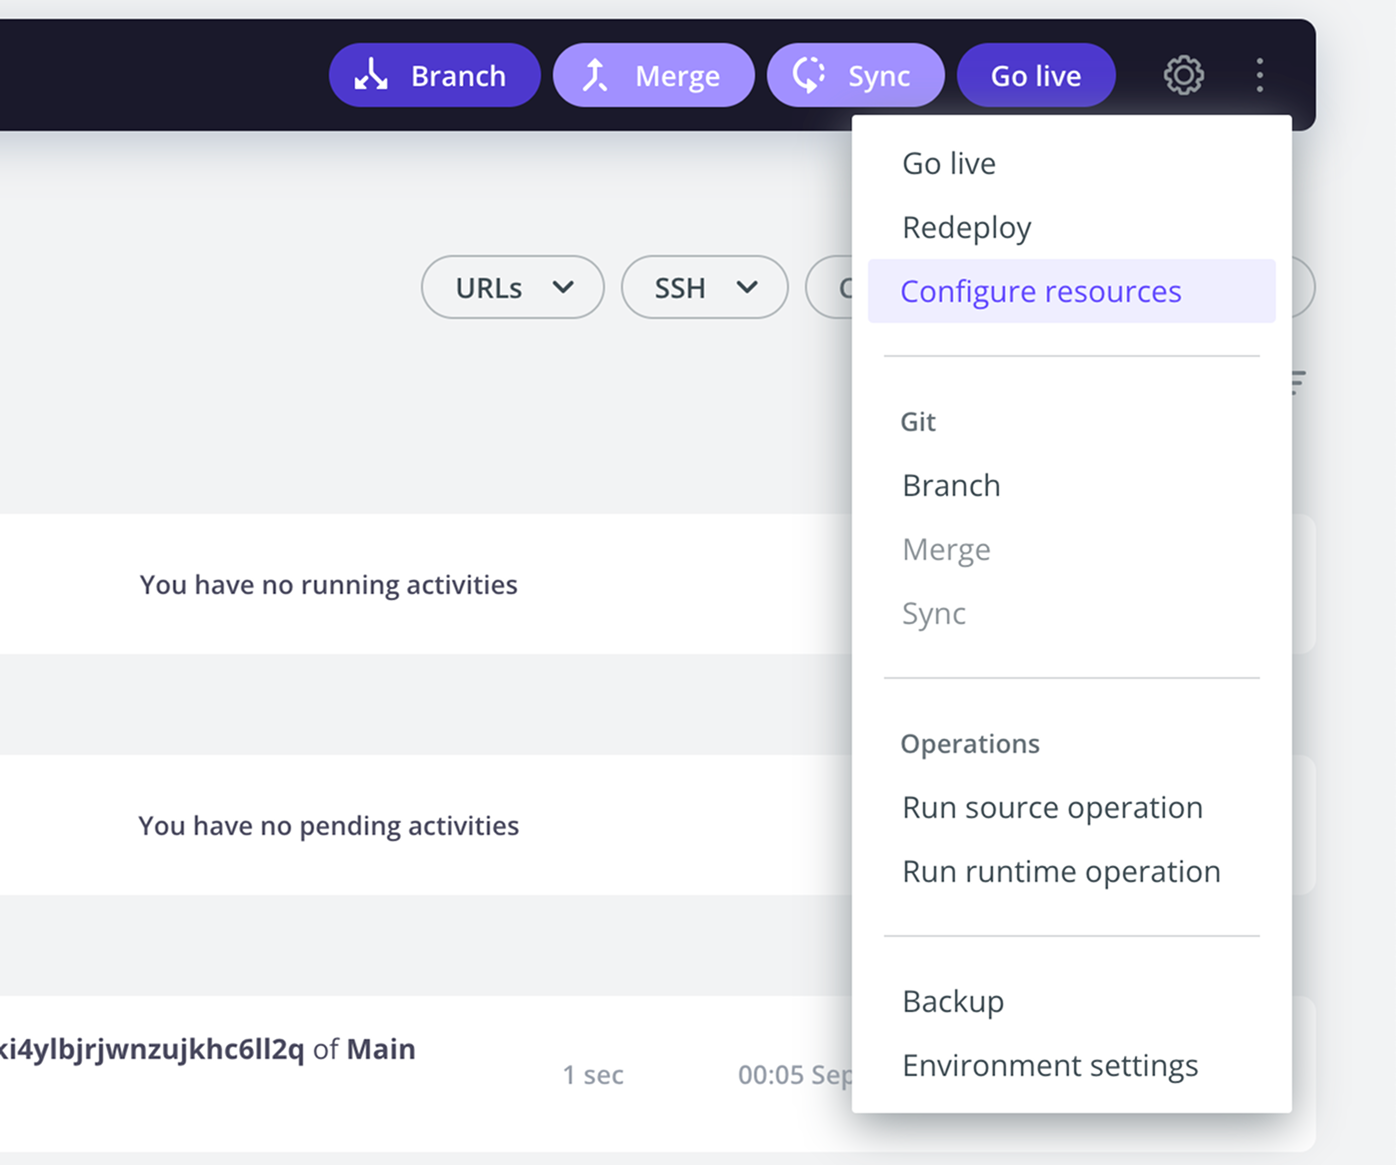 Branch Merge Sync Go live
Go live
Redeploy
URLs SSH Configure resources
Git
Branch
Merge
Sync
You have no running activities
Operations
Run source operation
Run runtime operation
You have no pending activities
Backup
ki4ylbjrjwnzujkhc6ll2q of Main
1 sec 00:05 Sep
Environment settings